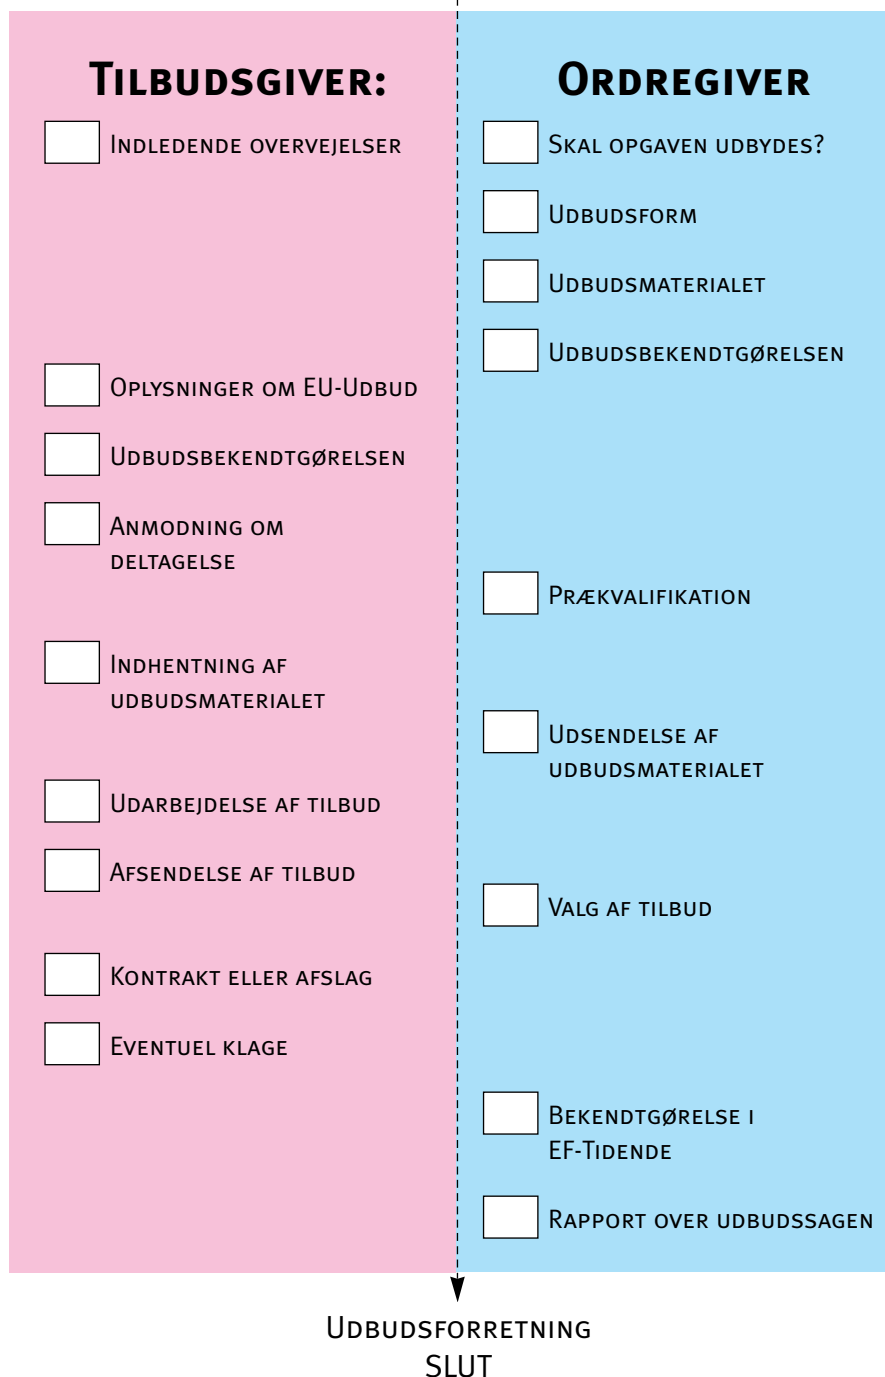 TILBUDSGIVER:
INDLEDENDE OVERVEJELSER
OPLYSNINGER OM EU-UDBUD
UDBUDSBEKENDTGØRELSEN
ANMODNING OM
DELTAGELSE
INDHENTNING AF
UDBUDSMATERIALET
UDARBEJDELSE AF TILBUD
AFSENDELSE AF TILBUD
KONTRAKT ELLER AFSLAG
EVENTUEL KLAGE
ORDREGIVER
SKAL OPGAVEN UDBYDES?
UDBUDSFORM
UDBUDSMATERIALET
UDBUDSBEKENDTGØRELSEN
PRÆKVALIFIKATION
UDSENDELSE AF
UDBUDSMATERIALET
VALG AF TILBUD
BEKENDTGØRELSE I
EF-TIDENDE
RAPPORT OVER UDBUDSSAGEN
UDBUDSFORRETNING
SLUT